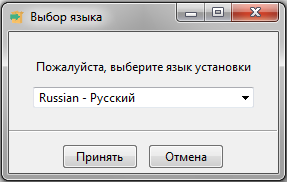 Выбор языка
Пожалуйста, выберите язык установки
Russian - Русский
Принять
Отмена